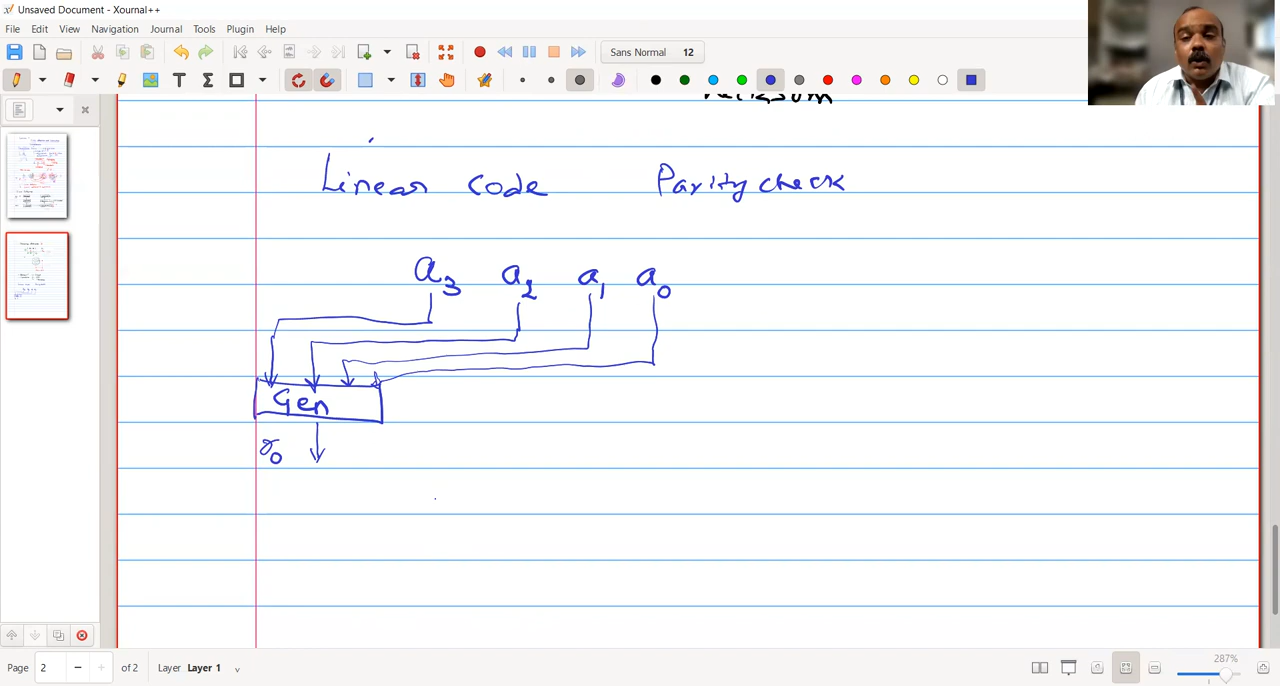 Unsaved Document - Xournal++
File Edit View Navigation Journal Tools Plugin Help
Sans Normal 12
Linear code Parity check
a3 a2 a1 a0
Gen
r0
287%
Page 2 of 2 Layer Layer 1